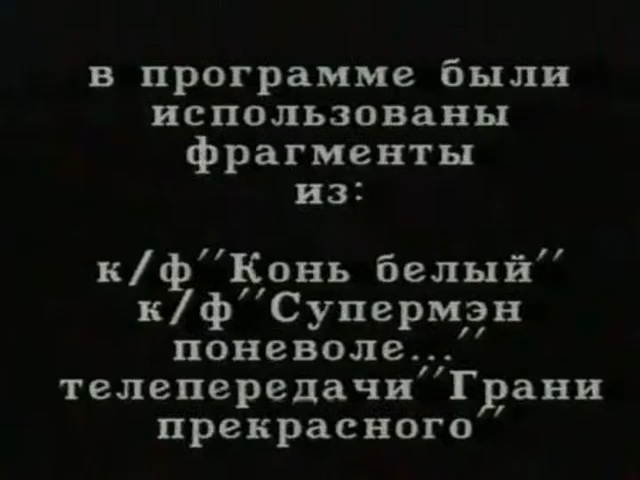 в программе были
использованы
фрагменты
из:
к/ф"Конь белый"
к/ф"Супермэн
поневоле..."
телепередачи"Грани
прекрасного"